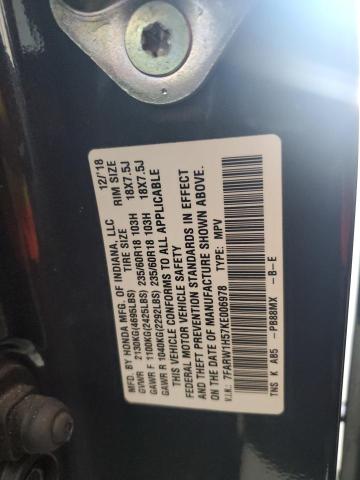 MFD. BY HONDA MFG. OF INDIANA, LLC 12/'18
GVWR 2130KG(4695LBS) TIRE SIZE RIM SIZE
GAWR F 1100KG(2425LBS) 235/60R18 103H 18X7.5J
GAWR R 1040KG(2292LBS) 235/60R18 103H 18X7.5J
THIS VEHICLE CONFORMS TO ALL APPLICABLE
FEDERAL MOTOR VEHICLE SAFETY
AND THEFT PREVENTION STANDARDS IN EFFECT
ON THE DATE OF MANUFACTURE SHOWN ABOVE.
V.I.N.: 7FARW1H57KE006978 TYPE: MPV
TNS K A85 -PB88MX -B-E